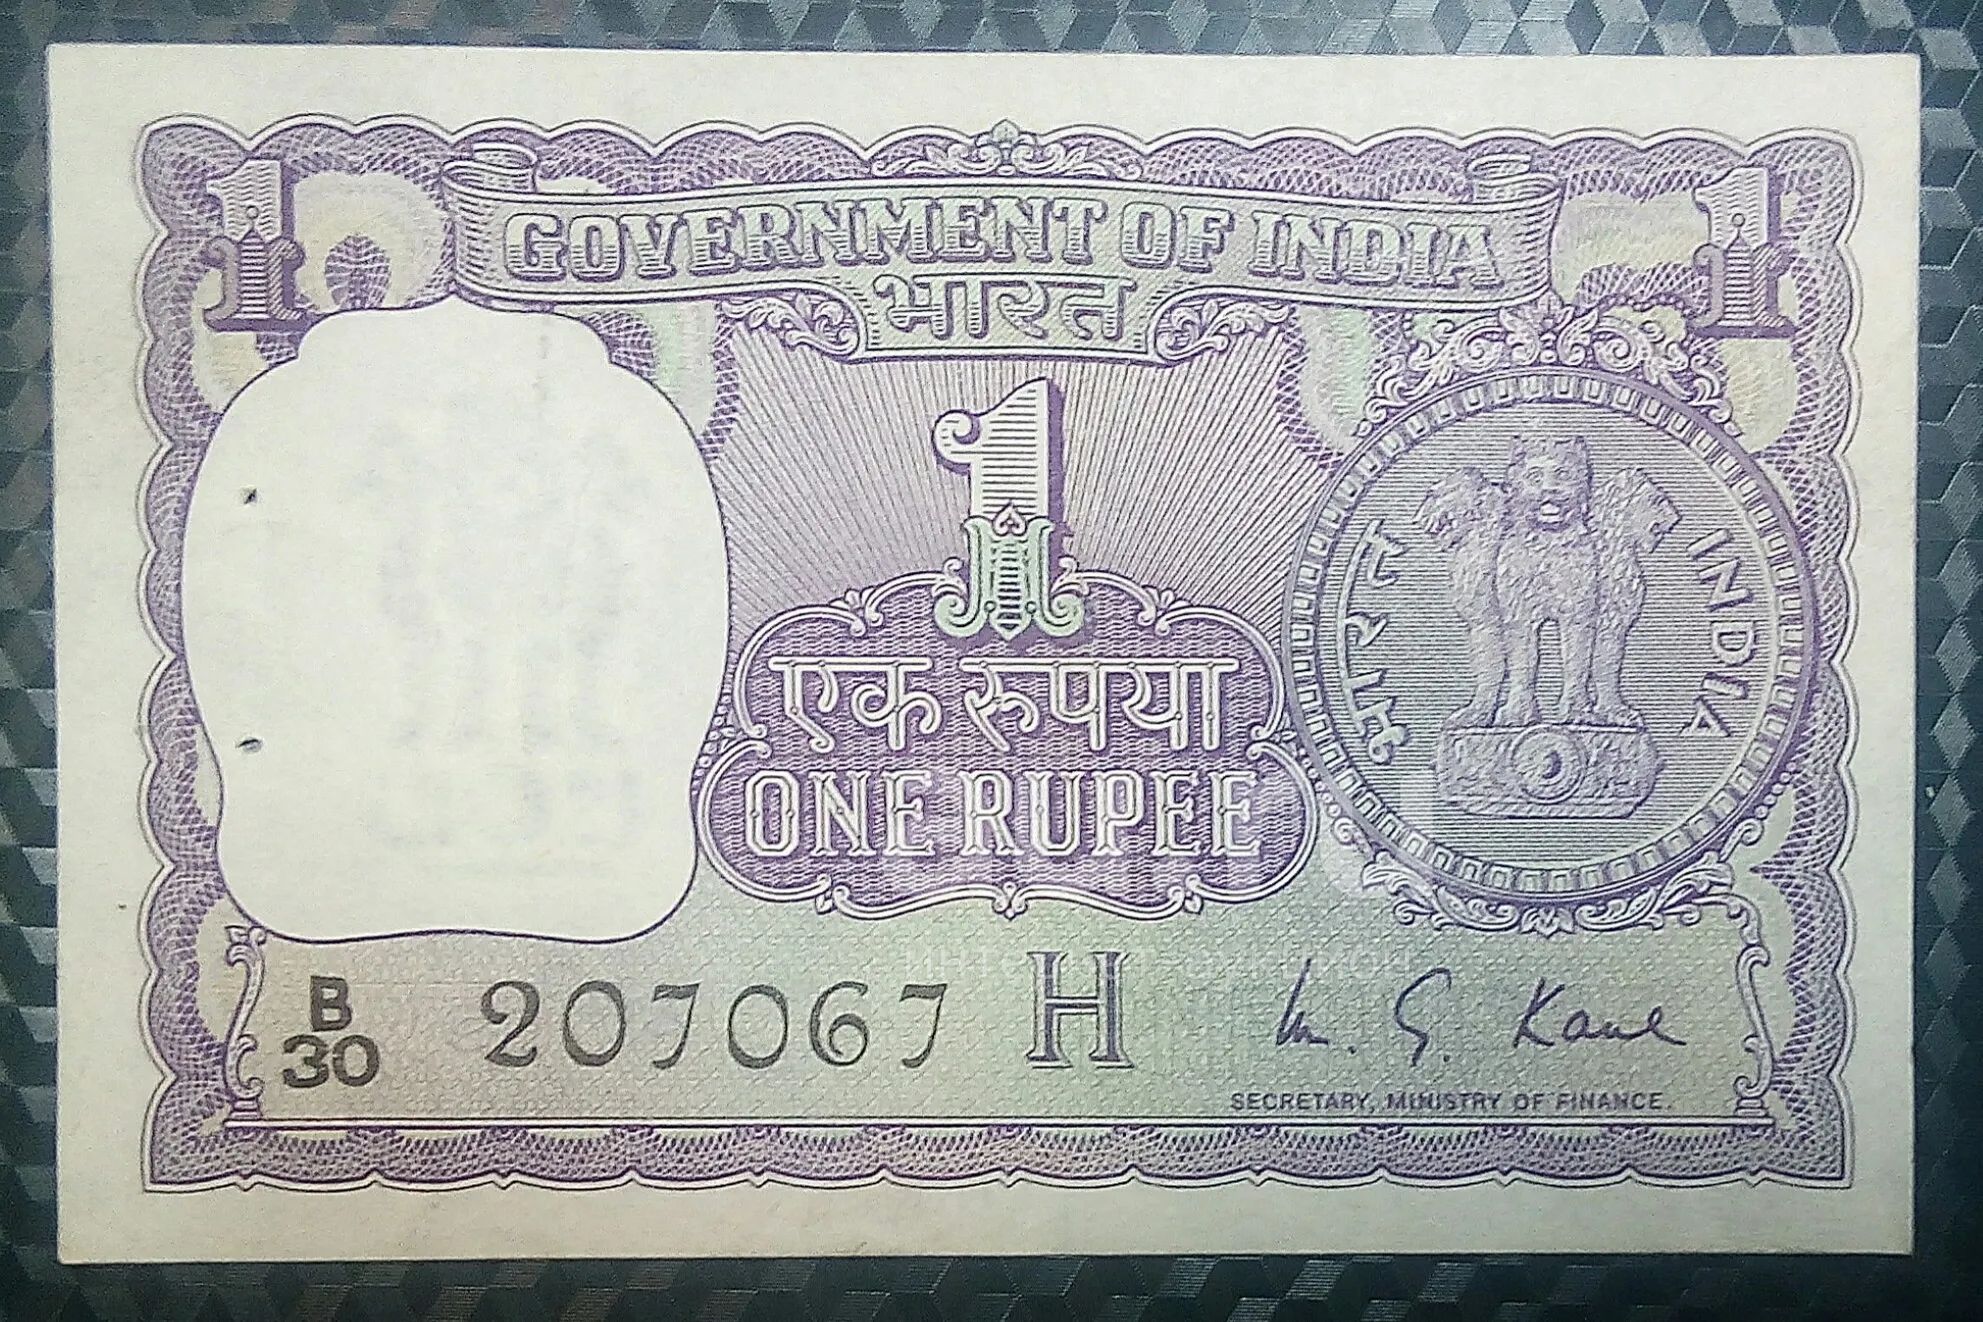 1 1
GOVERNMENT OF INDIA
भारत
1
भारत INDIA
एक रुपया
ONE RUPEE
B
30
207067 H
M. G. Kaul
SECRETARY, MINISTRY OF FINANCE.